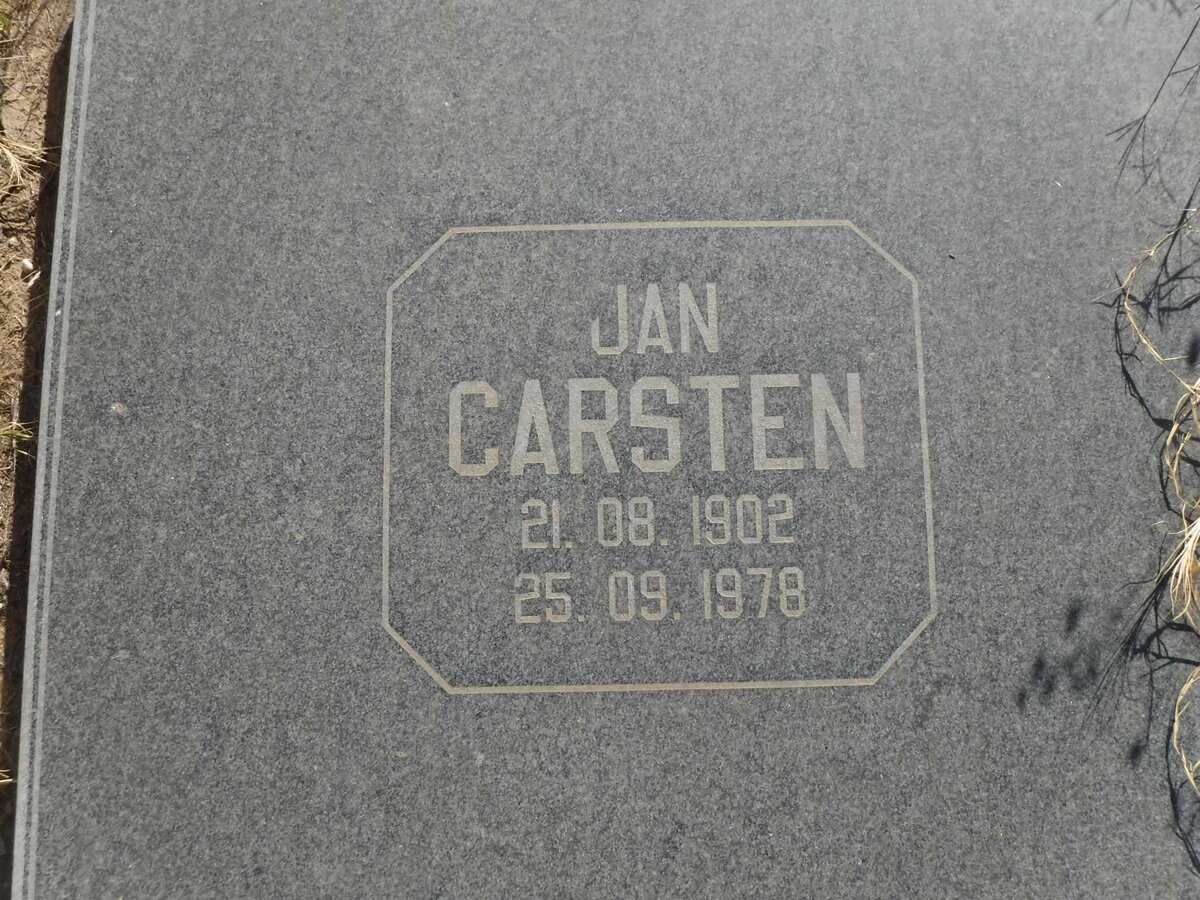 JAN
CARSTEN
21. 08. 1902
25. 09. 1978